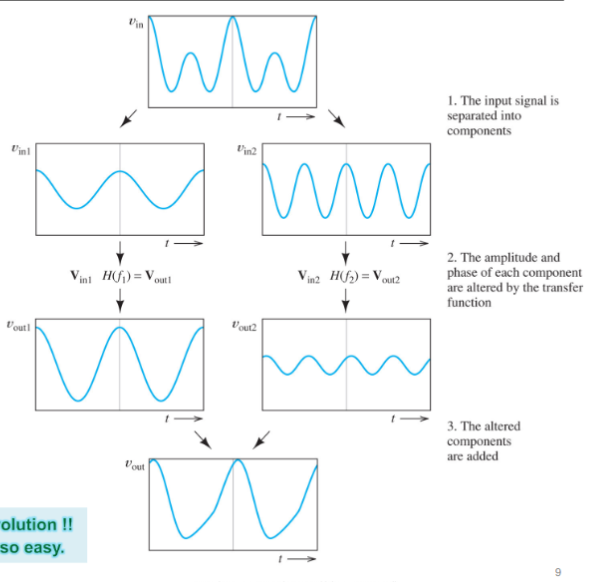 v_in
t
1. The input signal is
separated into
components
v_in1
v_in2
t
t
V_in1 H(f_1) = V_out1
V_in2 H(f_2) = V_out2
2. The amplitude and
phase of each component
are altered by the transfer
function
v_out1
v_out2
t
t
3. The altered
components
are added
v_out
olution !!
so easy.
t
9